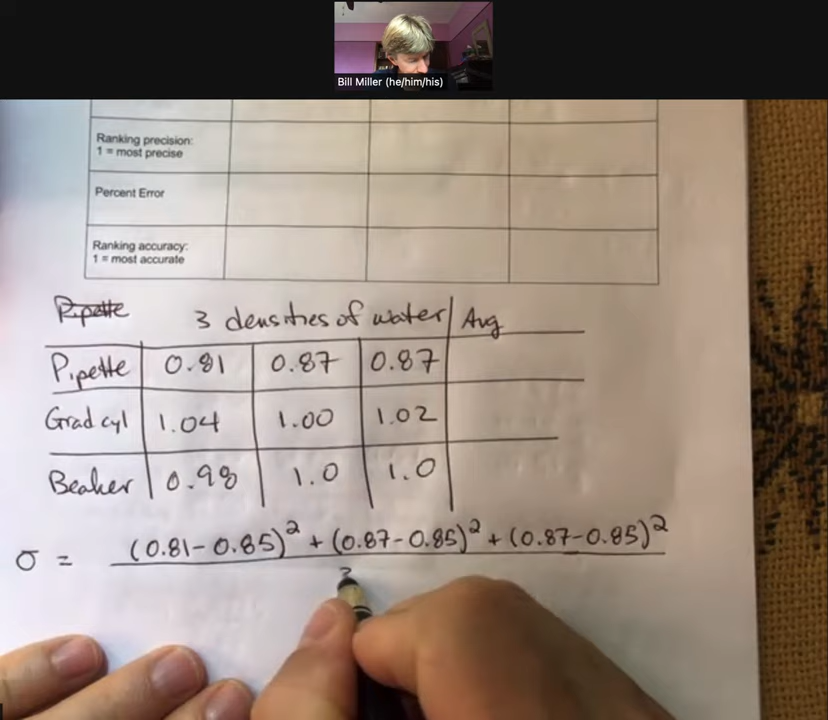 Bill Miller (he/him/his)
Ranking precision:
1 = most precise
Percent Error
Ranking accuracy:
1 = most accurate
Pipette 3 densities of water Avg
Pipette 0.81 0.87 0.87
Grad cyl 1.04 1.00 1.02
Beaker 0.98 1.0 1.0
σ = (0.81-0.85)² + (0.87-0.85)² + (0.87-0.85)²